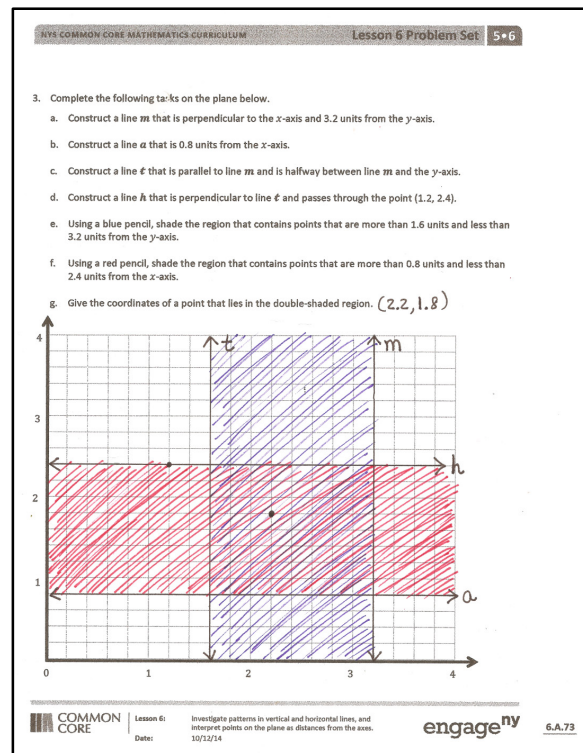 NYS COMMON CORE MATHEMATICS CURRICULUM Lesson 6 Problem Set 5•6
3. Complete the following tasks on the plane below.
a. Construct a line m that is perpendicular to the x-axis and 3.2 units from the y-axis.
b. Construct a line a that is 0.8 units from the x-axis.
c. Construct a line t that is parallel to line m and is halfway between line m and the y-axis.
d. Construct a line h that is perpendicular to line t and passes through the point (1.2, 2.4).
e. Using a blue pencil, shade the region that contains points that are more than 1.6 units and less than
3.2 units from the y-axis.
f. Using a red pencil, shade the region that contains points that are more than 0.8 units and less than
2.4 units from the x-axis.
g. Give the coordinates of a point that lies in the double-shaded region. (2.2, 1.8)
4 t m
3
h
2
1
a
0 1 2 3 4
COMMON CORE
Lesson 6: Investigate patterns in vertical and horizontal lines, and
interpret points on the plane as distances from the axes.
Date: 10/12/14
engageny 6.A.73